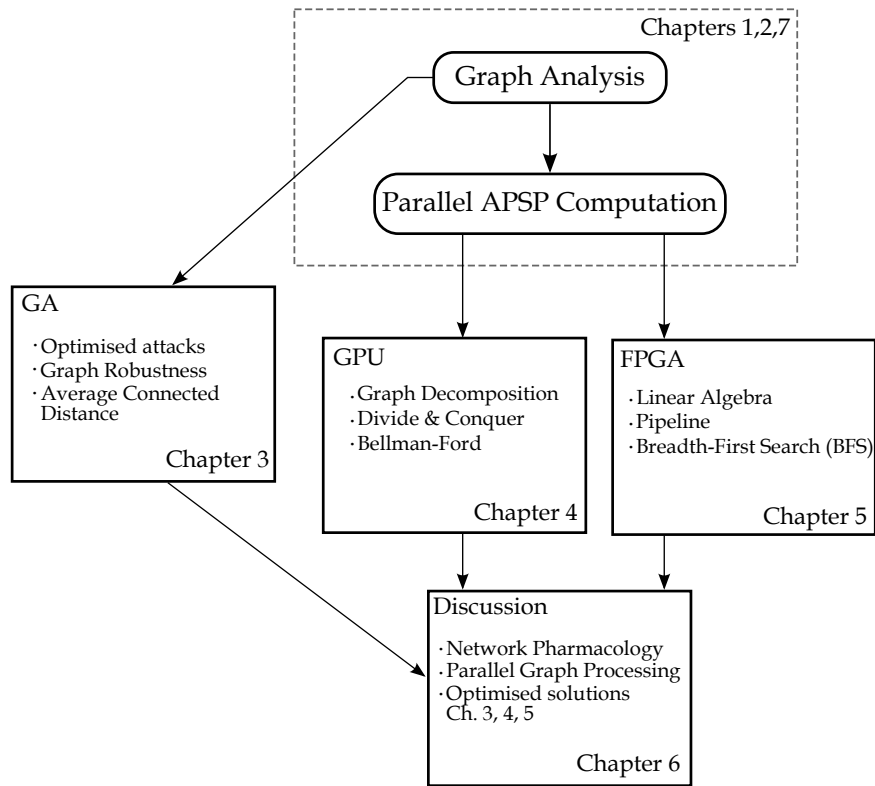 Chapters 1,2,7
Graph Analysis
Parallel APSP Computation
GA
· Optimised attacks
· Graph Robustness
· Average Connected
Distance
Chapter 3
GPU
· Graph Decomposition
· Divide & Conquer
· Bellman-Ford
Chapter 4
FPGA
· Linear Algebra
· Pipeline
· Breadth-First Search (BFS)
Chapter 5
Discussion
· Network Pharmacology
· Parallel Graph Processing
· Optimised solutions
Ch. 3, 4, 5
Chapter 6